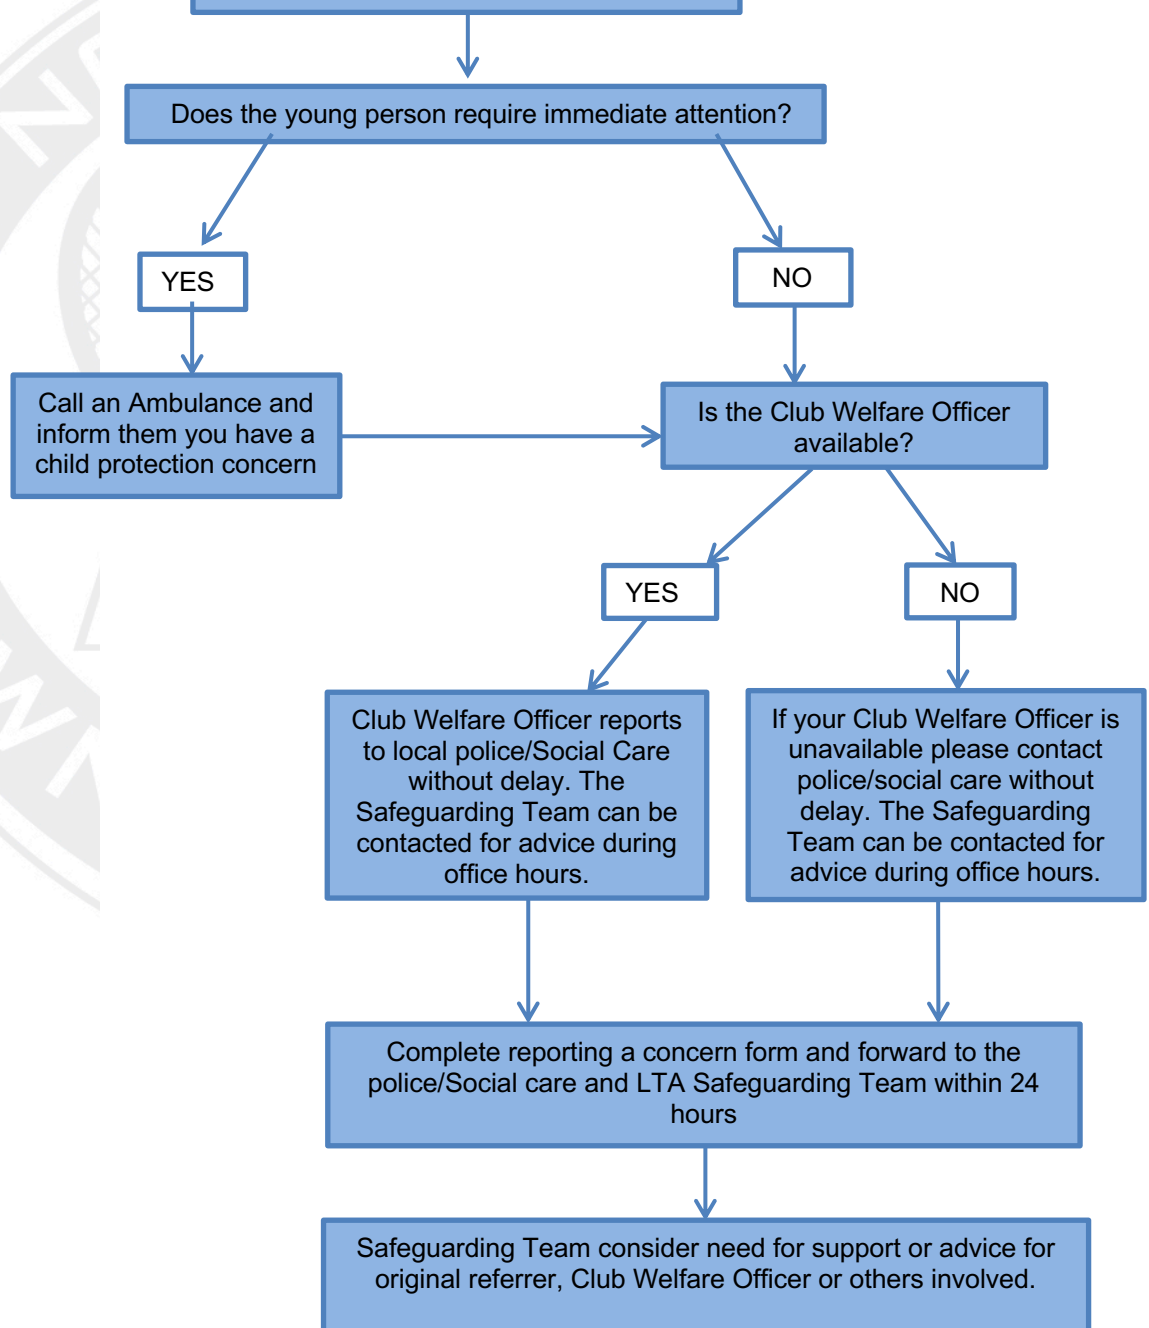 Does the young person require immediate attention?
YES
NO
Call an Ambulance and
inform them you have a
child protection concern
Is the Club Welfare Officer
available?
YES
NO
Club Welfare Officer reports
to local police/Social Care
without delay. The
Safeguarding Team can be
contacted for advice during
office hours.
If your Club Welfare Officer is
unavailable please contact
police/social care without
delay. The Safeguarding
Team can be contacted for
advice during office hours.
Complete reporting a concern form and forward to the
police/Social care and LTA Safeguarding Team within 24
hours
Safeguarding Team consider need for support or advice for
original referrer, Club Welfare Officer or others involved.